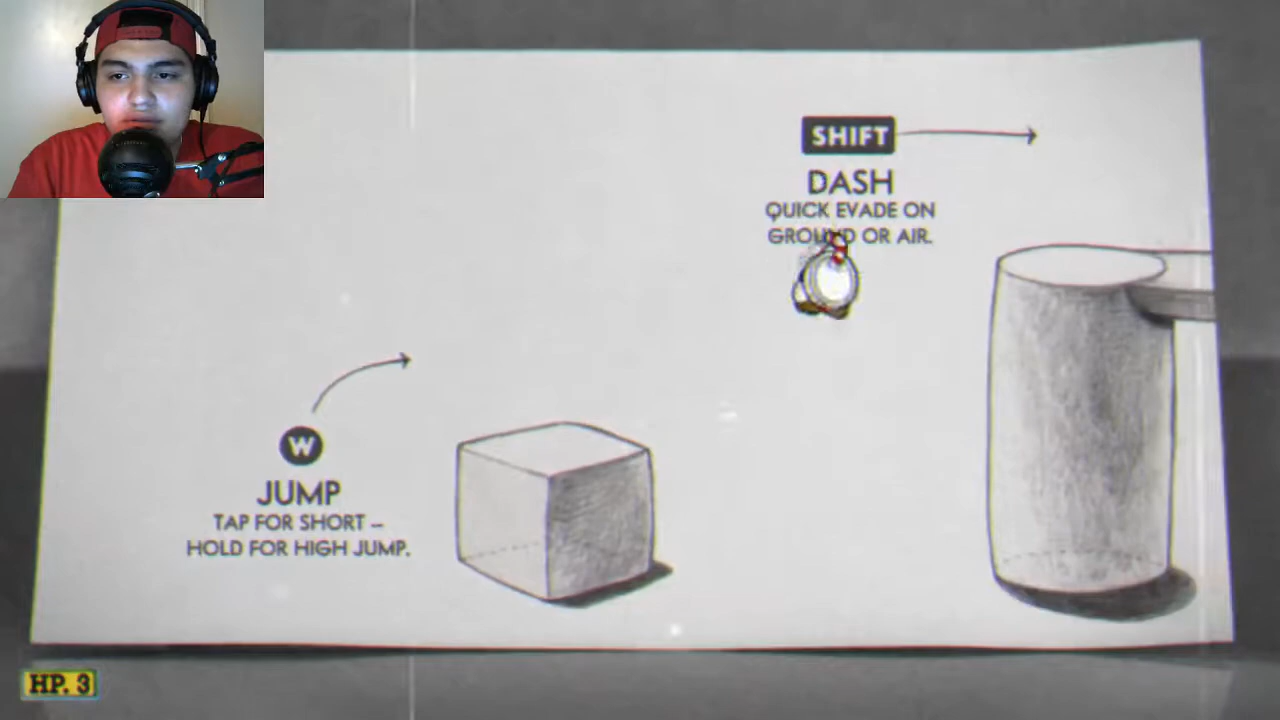 SHIFT
DASH
QUICK EVADE ON
GROUND OR AIR.
W
JUMP
TAP FOR SHORT –
HOLD FOR HIGH JUMP.
HP. 3